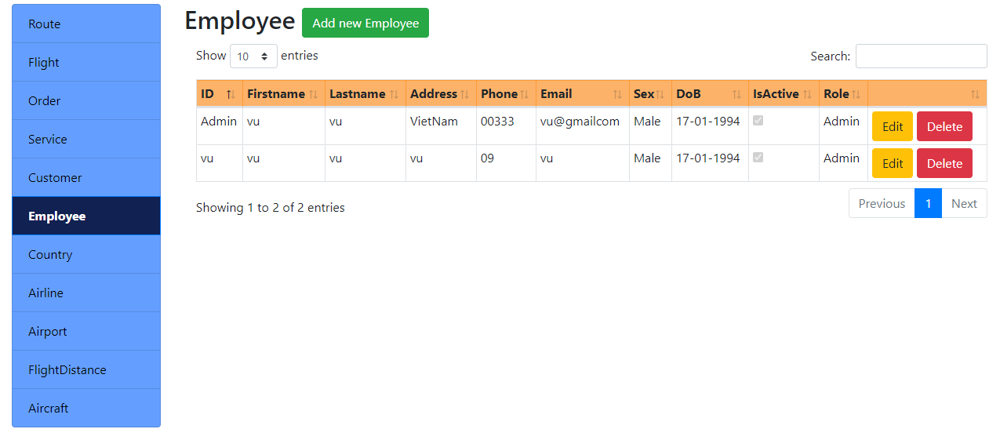 Route
Flight
Order
Service
Customer
Employee
Country
Airline
Airport
FlightDistance
Aircraft
Employee Add new Employee
Show 10 entries Search:
ID Firstname Lastname Address Phone Email Sex DoB IsActive Role
Admin vu vu VietNam 00333 vu@gmailcom Male 17-01-1994 Admin Edit Delete
vu vu vu vu 09 vu Male 17-01-1994 Admin Edit Delete
Showing 1 to 2 of 2 entries Previous 1 Next